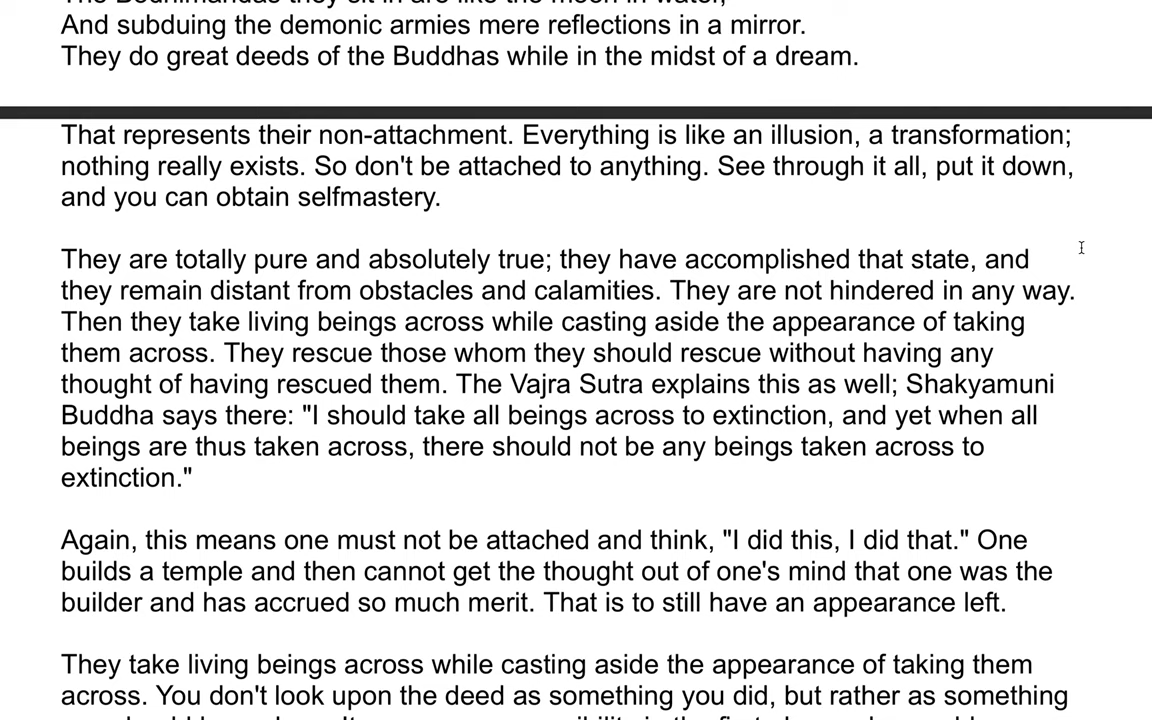 The Bodhimandas they sit in are like the moon in water,
And subduing the demonic armies mere reflections in a mirror.
They do great deeds of the Buddhas while in the midst of a dream.
That represents their non-attachment. Everything is like an illusion, a transformation;
nothing really exists. So don't be attached to anything. See through it all, put it down,
and you can obtain selfmastery.
They are totally pure and absolutely true; they have accomplished that state, and
they remain distant from obstacles and calamities. They are not hindered in any way.
Then they take living beings across while casting aside the appearance of taking
them across. They rescue those whom they should rescue without having any
thought of having rescued them. The Vajra Sutra explains this as well; Shakyamuni
Buddha says there: "I should take all beings across to extinction, and yet when all
beings are thus taken across, there should not be any beings taken across to
extinction."
Again, this means one must not be attached and think, "I did this, I did that." One
builds a temple and then cannot get the thought out of one's mind that one was the
builder and has accrued so much merit. That is to still have an appearance left.
They take living beings across while casting aside the appearance of taking them
across. You don't look upon the deed as something you did, but rather as something